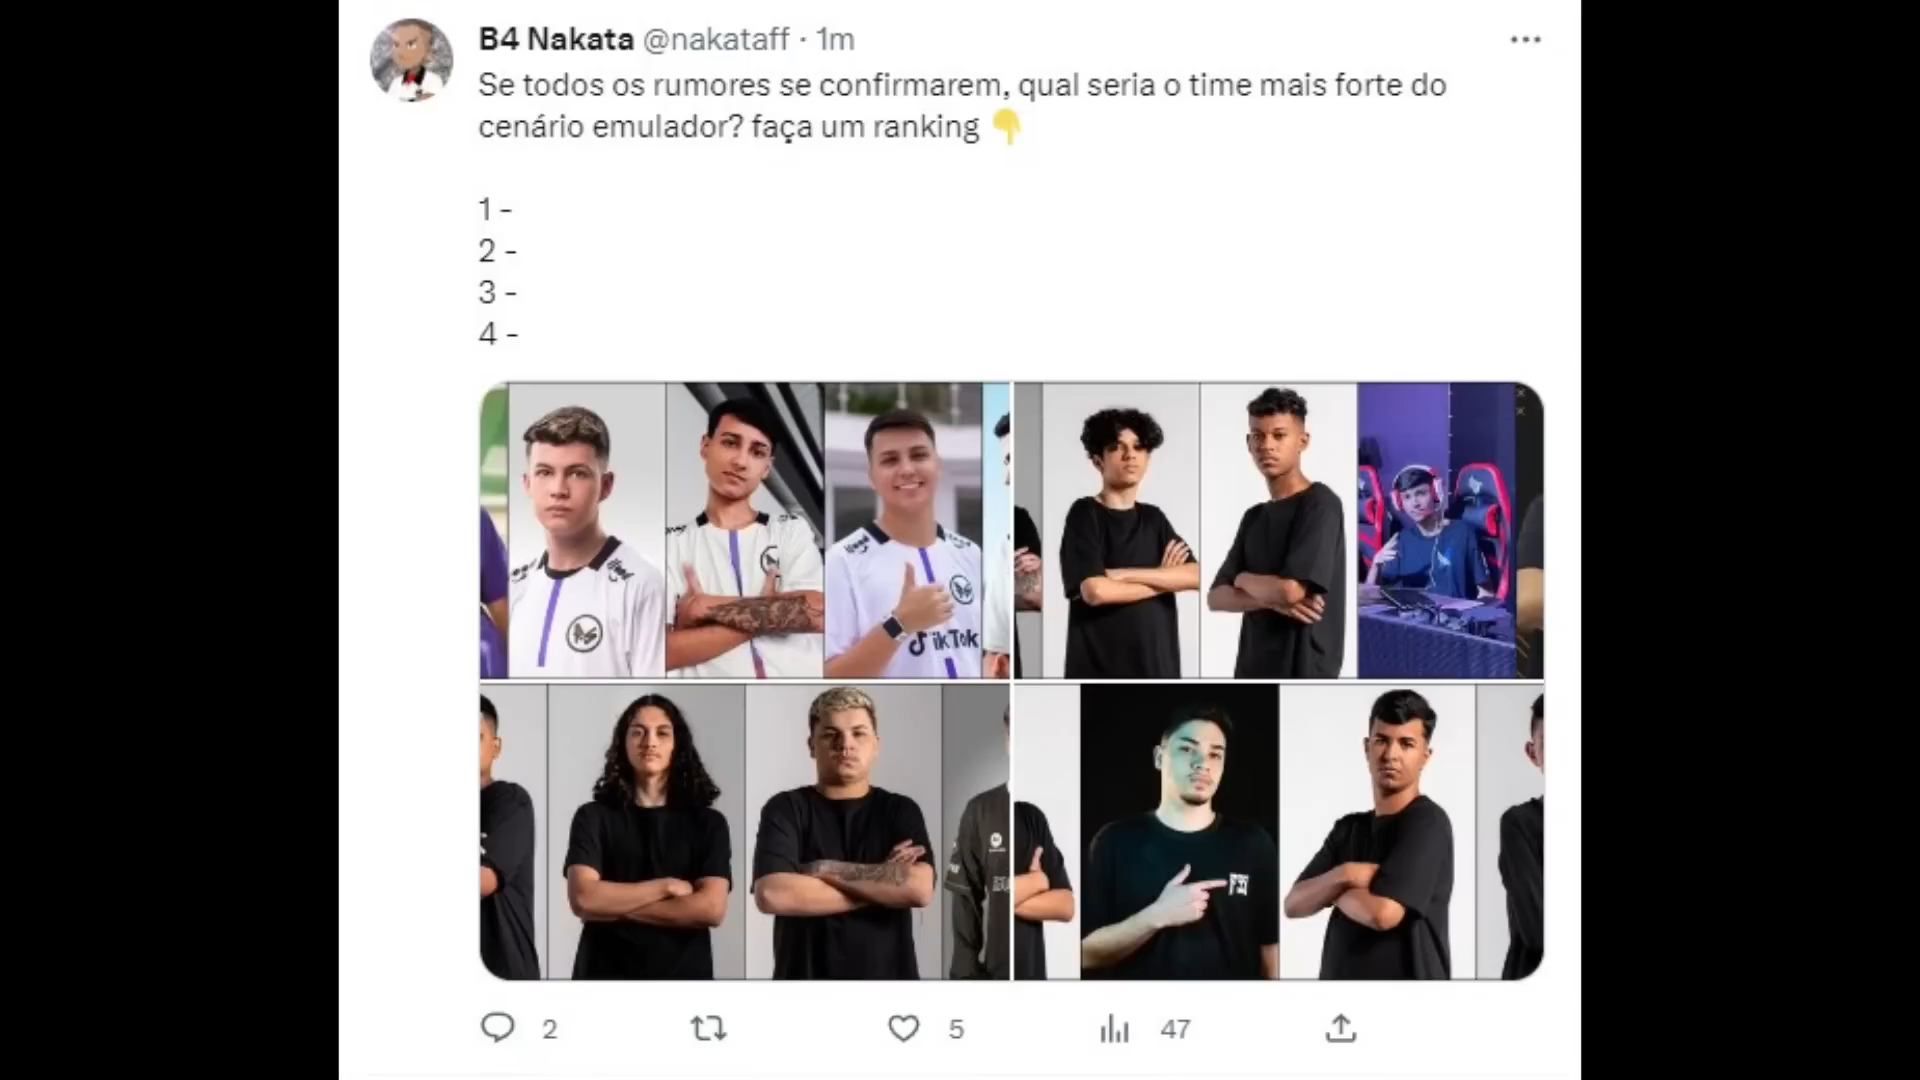 B4 Nakata @nakataff · 1m
Se todos os rumores se confirmarem, qual seria o time mais forte do
cenário emulador? faça um ranking 👇
1 -
2 -
3 -
4 -
ifood
TikTok
2
5
47